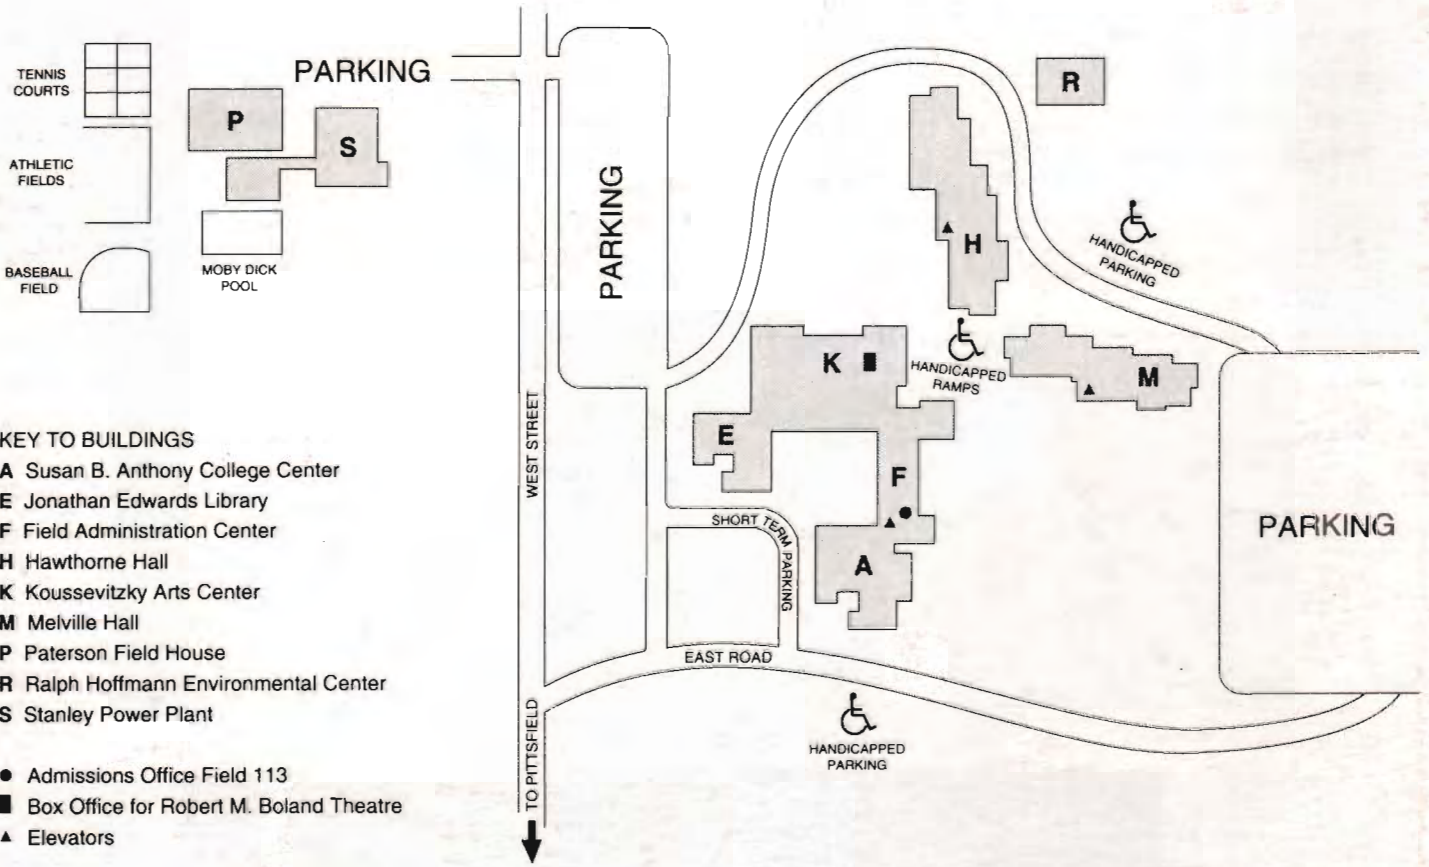 TENNIS
COURTS
PARKING
P
S
ATHLETIC
FIELDS
BASEBALL
FIELD
MOBY DICK
POOL
PARKING
R
H
HANDICAPPED
PARKING
K
HANDICAPPED
RAMPS
M
E
F
WEST STREET
SHORT TERM PARKING
A
PARKING
EAST ROAD
TO PITTSFIELD
HANDICAPPED
PARKING
KEY TO BUILDINGS
A Susan B. Anthony College Center
E Jonathan Edwards Library
F Field Administration Center
H Hawthorne Hall
K Koussevitzky Arts Center
M Melville Hall
P Paterson Field House
R Ralph Hoffmann Environmental Center
S Stanley Power Plant
● Admissions Office Field 113
■ Box Office for Robert M. Boland Theatre
▲ Elevators